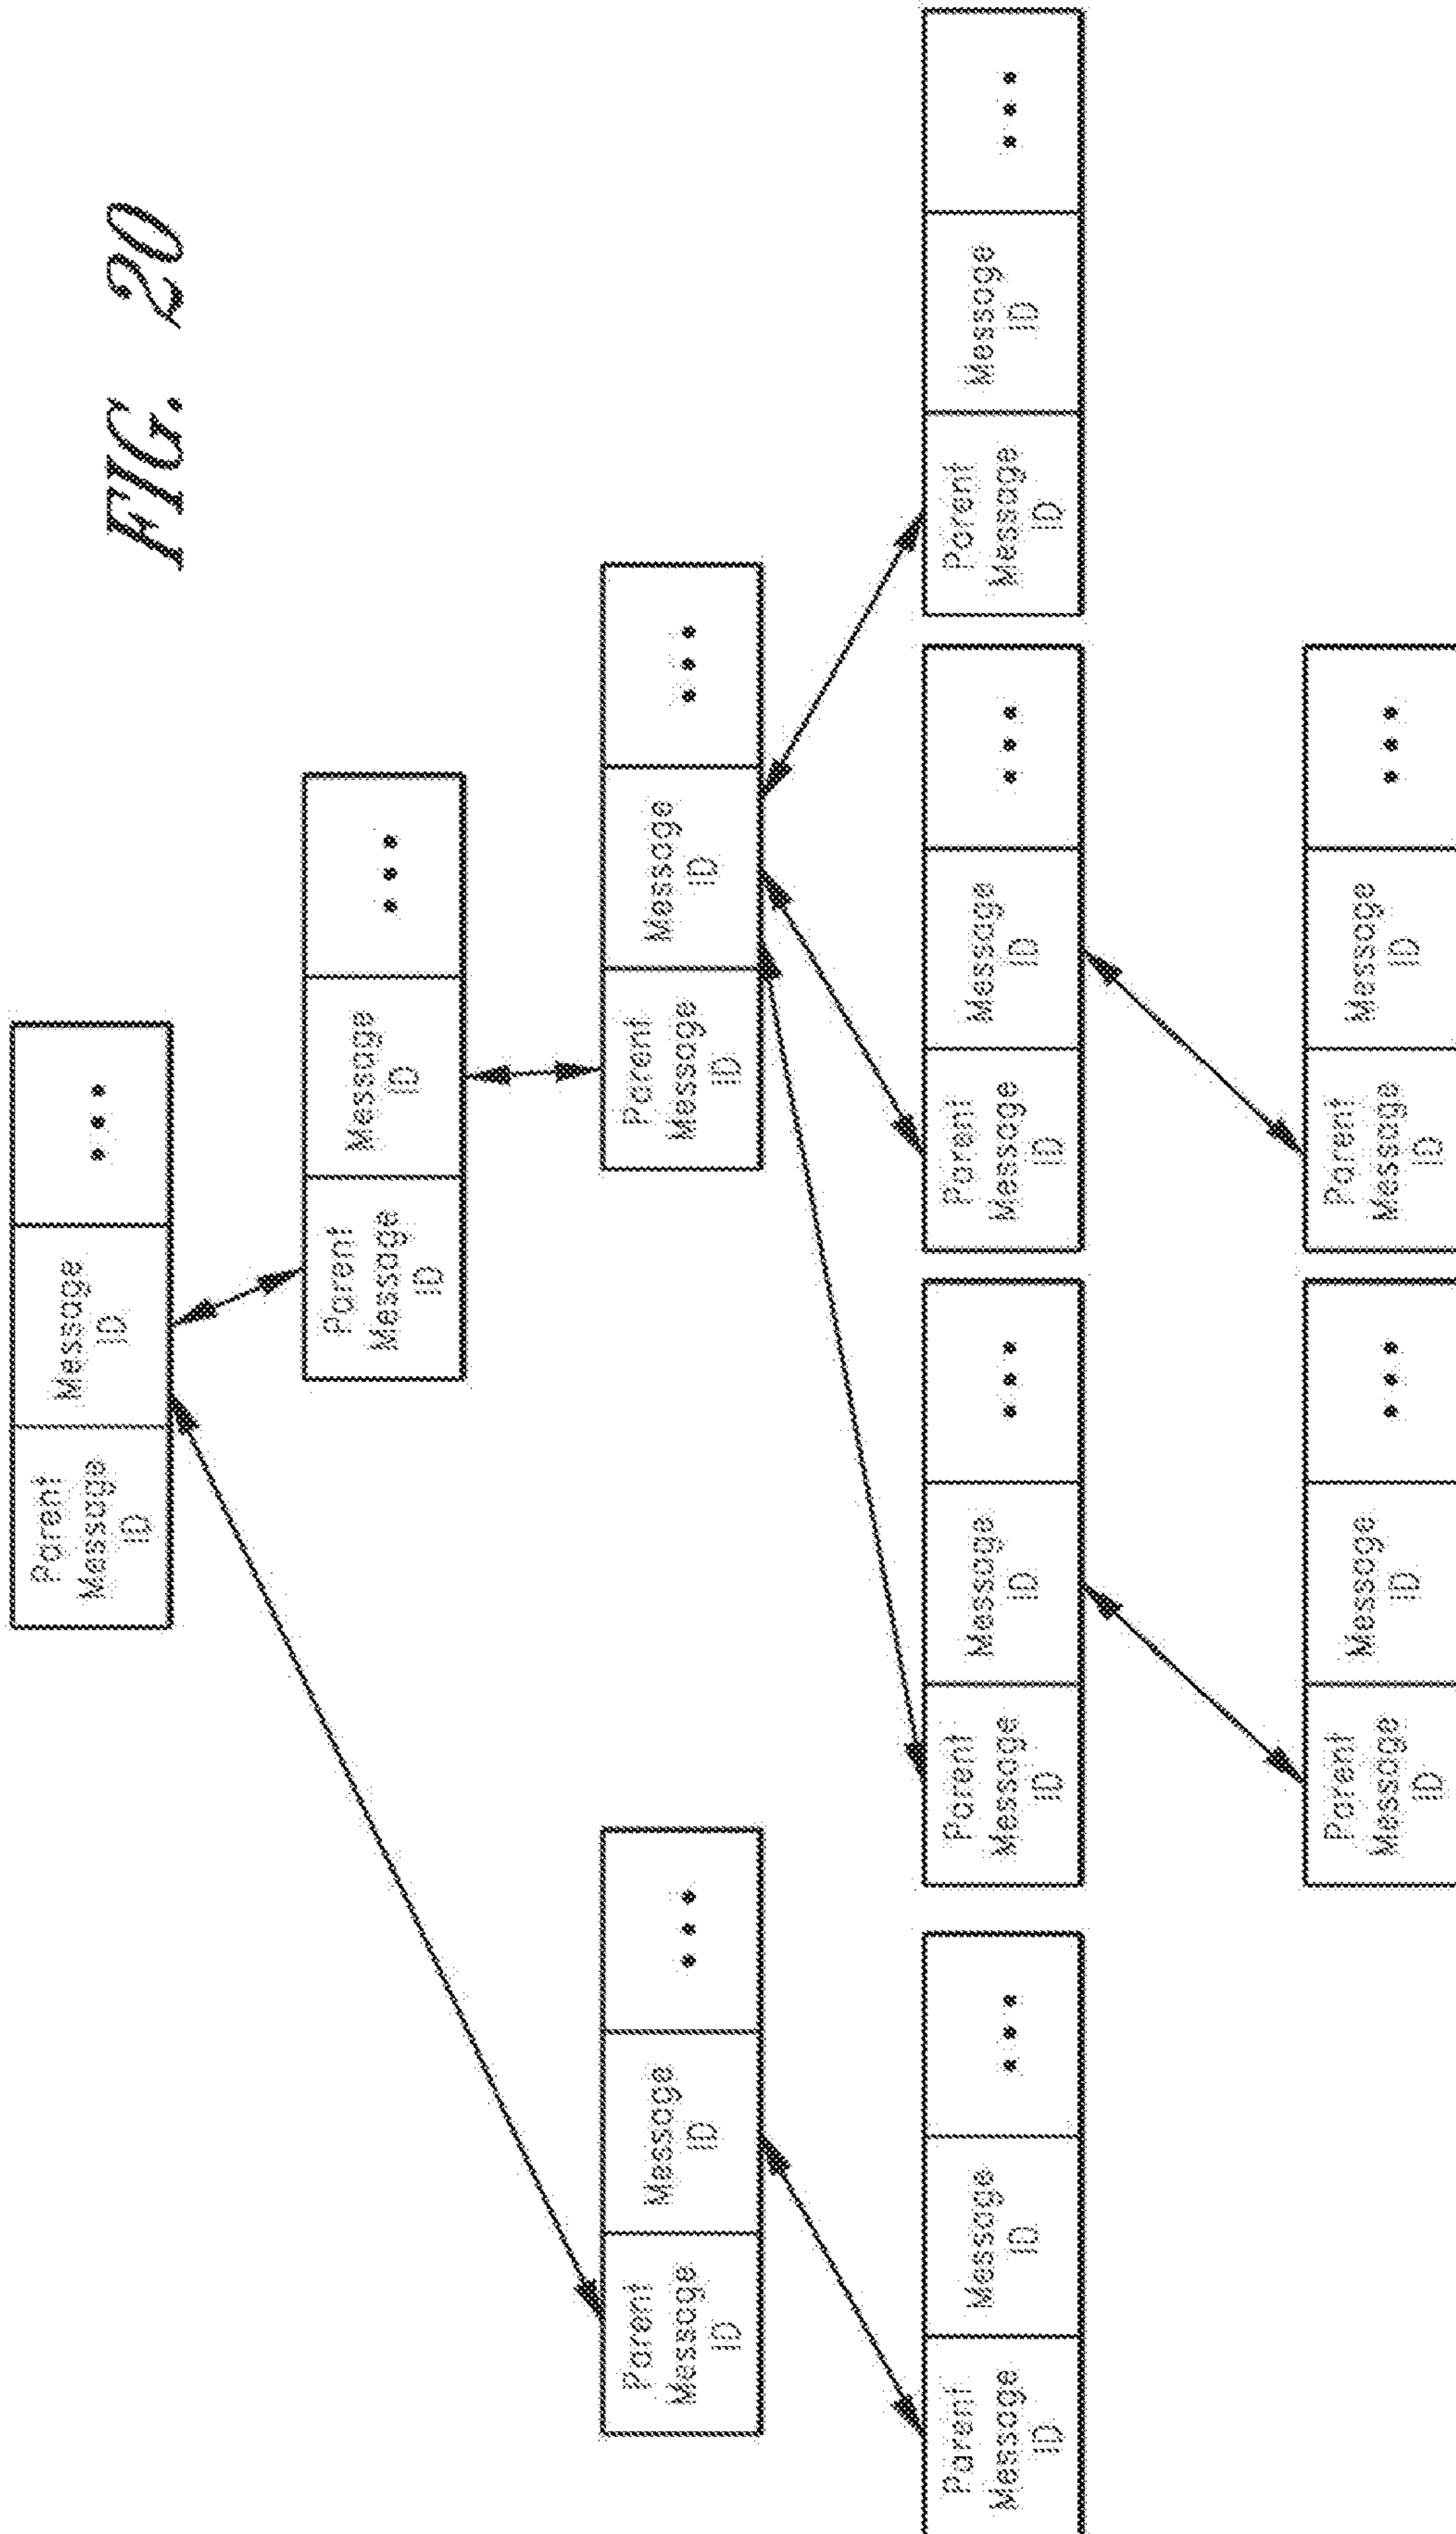 FIG. 20
Parent
Message
ID
Message
ID
• • •
Parent
Message
ID
Message
ID
• • •
Parent
Message
ID
Message
ID
• • •
Parent
Message
ID
Message
ID
• • •
Parent
Message
ID
Message
ID
• • •
Parent
Message
ID
Message
ID
• • •
Parent
Message
ID
Message
ID
• • •
Parent
Message
ID
Message
ID
• • •
Parent
Message
ID
Message
ID
• • •
Parent
Message
ID
Message
ID
• • •